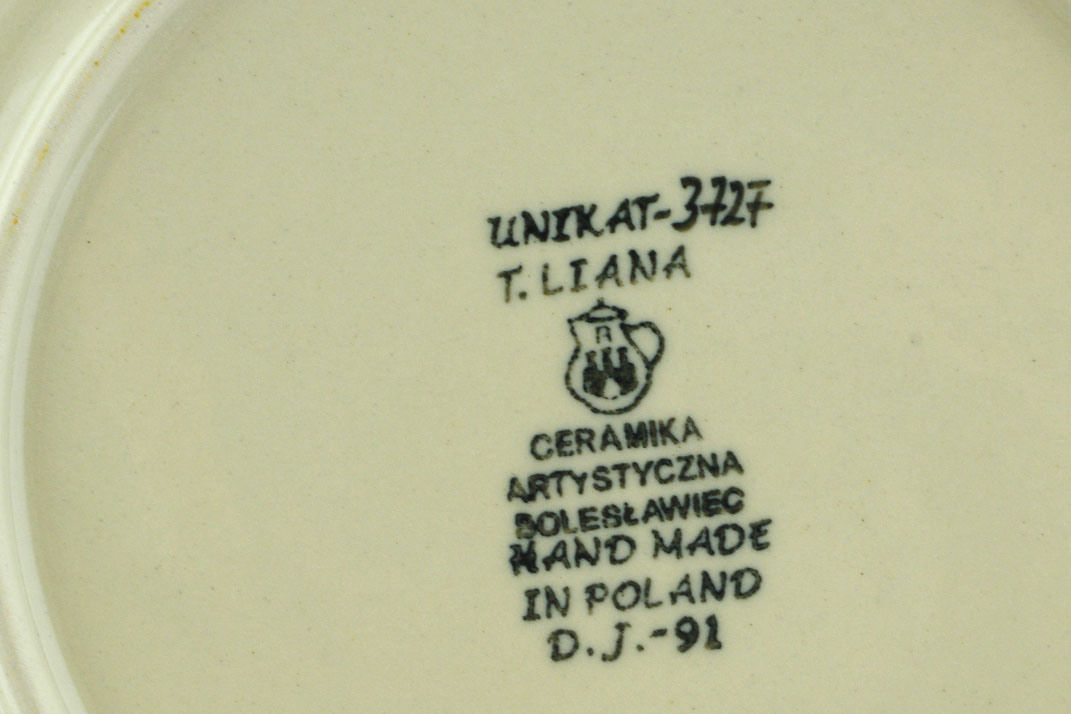 UNIKAT-3727
T. LIANA
CERAMIKA
ARTYSTYCZNA
BOLESŁAWIEC
HAND MADE
IN POLAND
D.J.-91